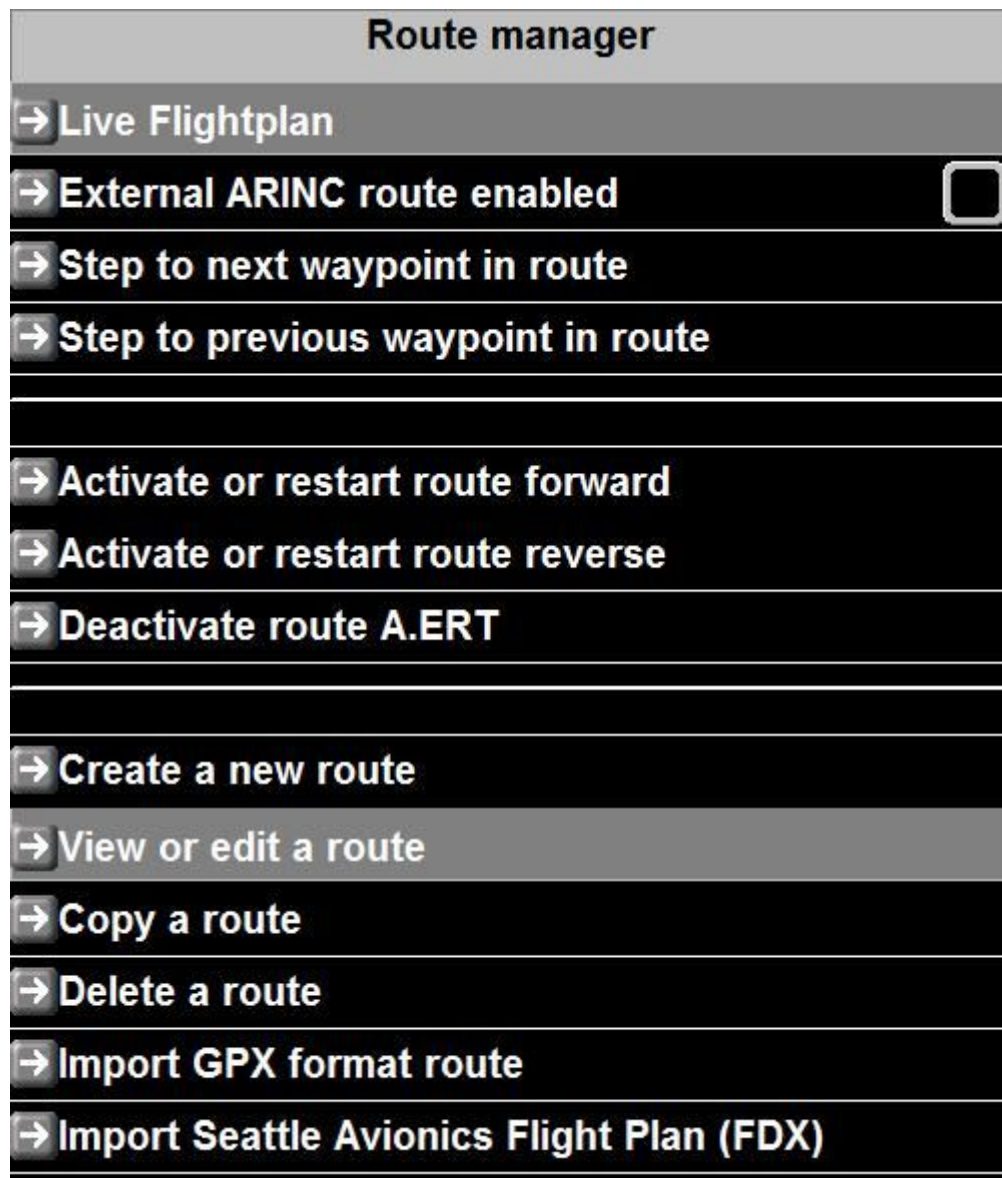 Route manager
Live Flightplan
External ARINC route enabled
Step to next waypoint in route
Step to previous waypoint in route
Activate or restart route forward
Activate or restart route reverse
Deactivate route A.ERT
Create a new route
View or edit a route
Copy a route
Delete a route
Import GPX format route
Import Seattle Avionics Flight Plan (FDX)